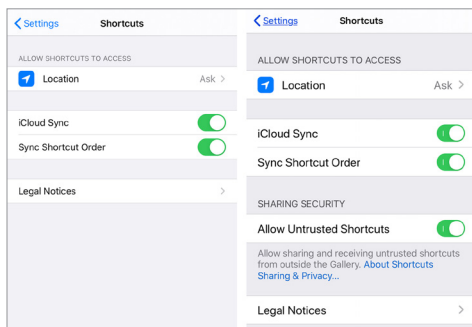 Settings
Shortcuts
ALLOW SHORTCUTS TO ACCESS
Location
Ask
iCloud Sync
Sync Shortcut Order
Legal Notices
Settings
Shortcuts
ALLOW SHORTCUTS TO ACCESS
Location
Ask
iCloud Sync
Sync Shortcut Order
SHARING SECURITY
Allow Untrusted Shortcuts
Allow sharing and receiving untrusted shortcuts
from outside the Gallery. About Shortcuts
Sharing & Privacy...
Legal Notices